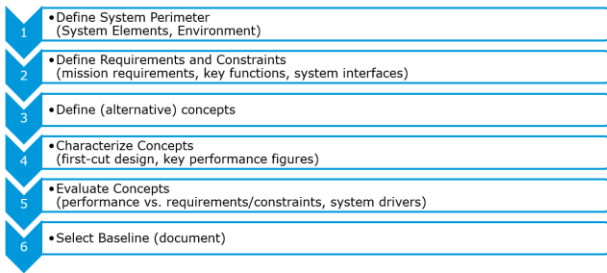 1
•Define System Perimeter
(System Elements, Environment)
2
•Define Requirements and Constraints
(mission requirements, key functions, system interfaces)
3
•Define (alternative) concepts
4
•Characterize Concepts
(first-cut design, key performance figures)
5
•Evaluate Concepts
(performance vs. requirements/constraints, system drivers)
6
•Select Baseline (document)